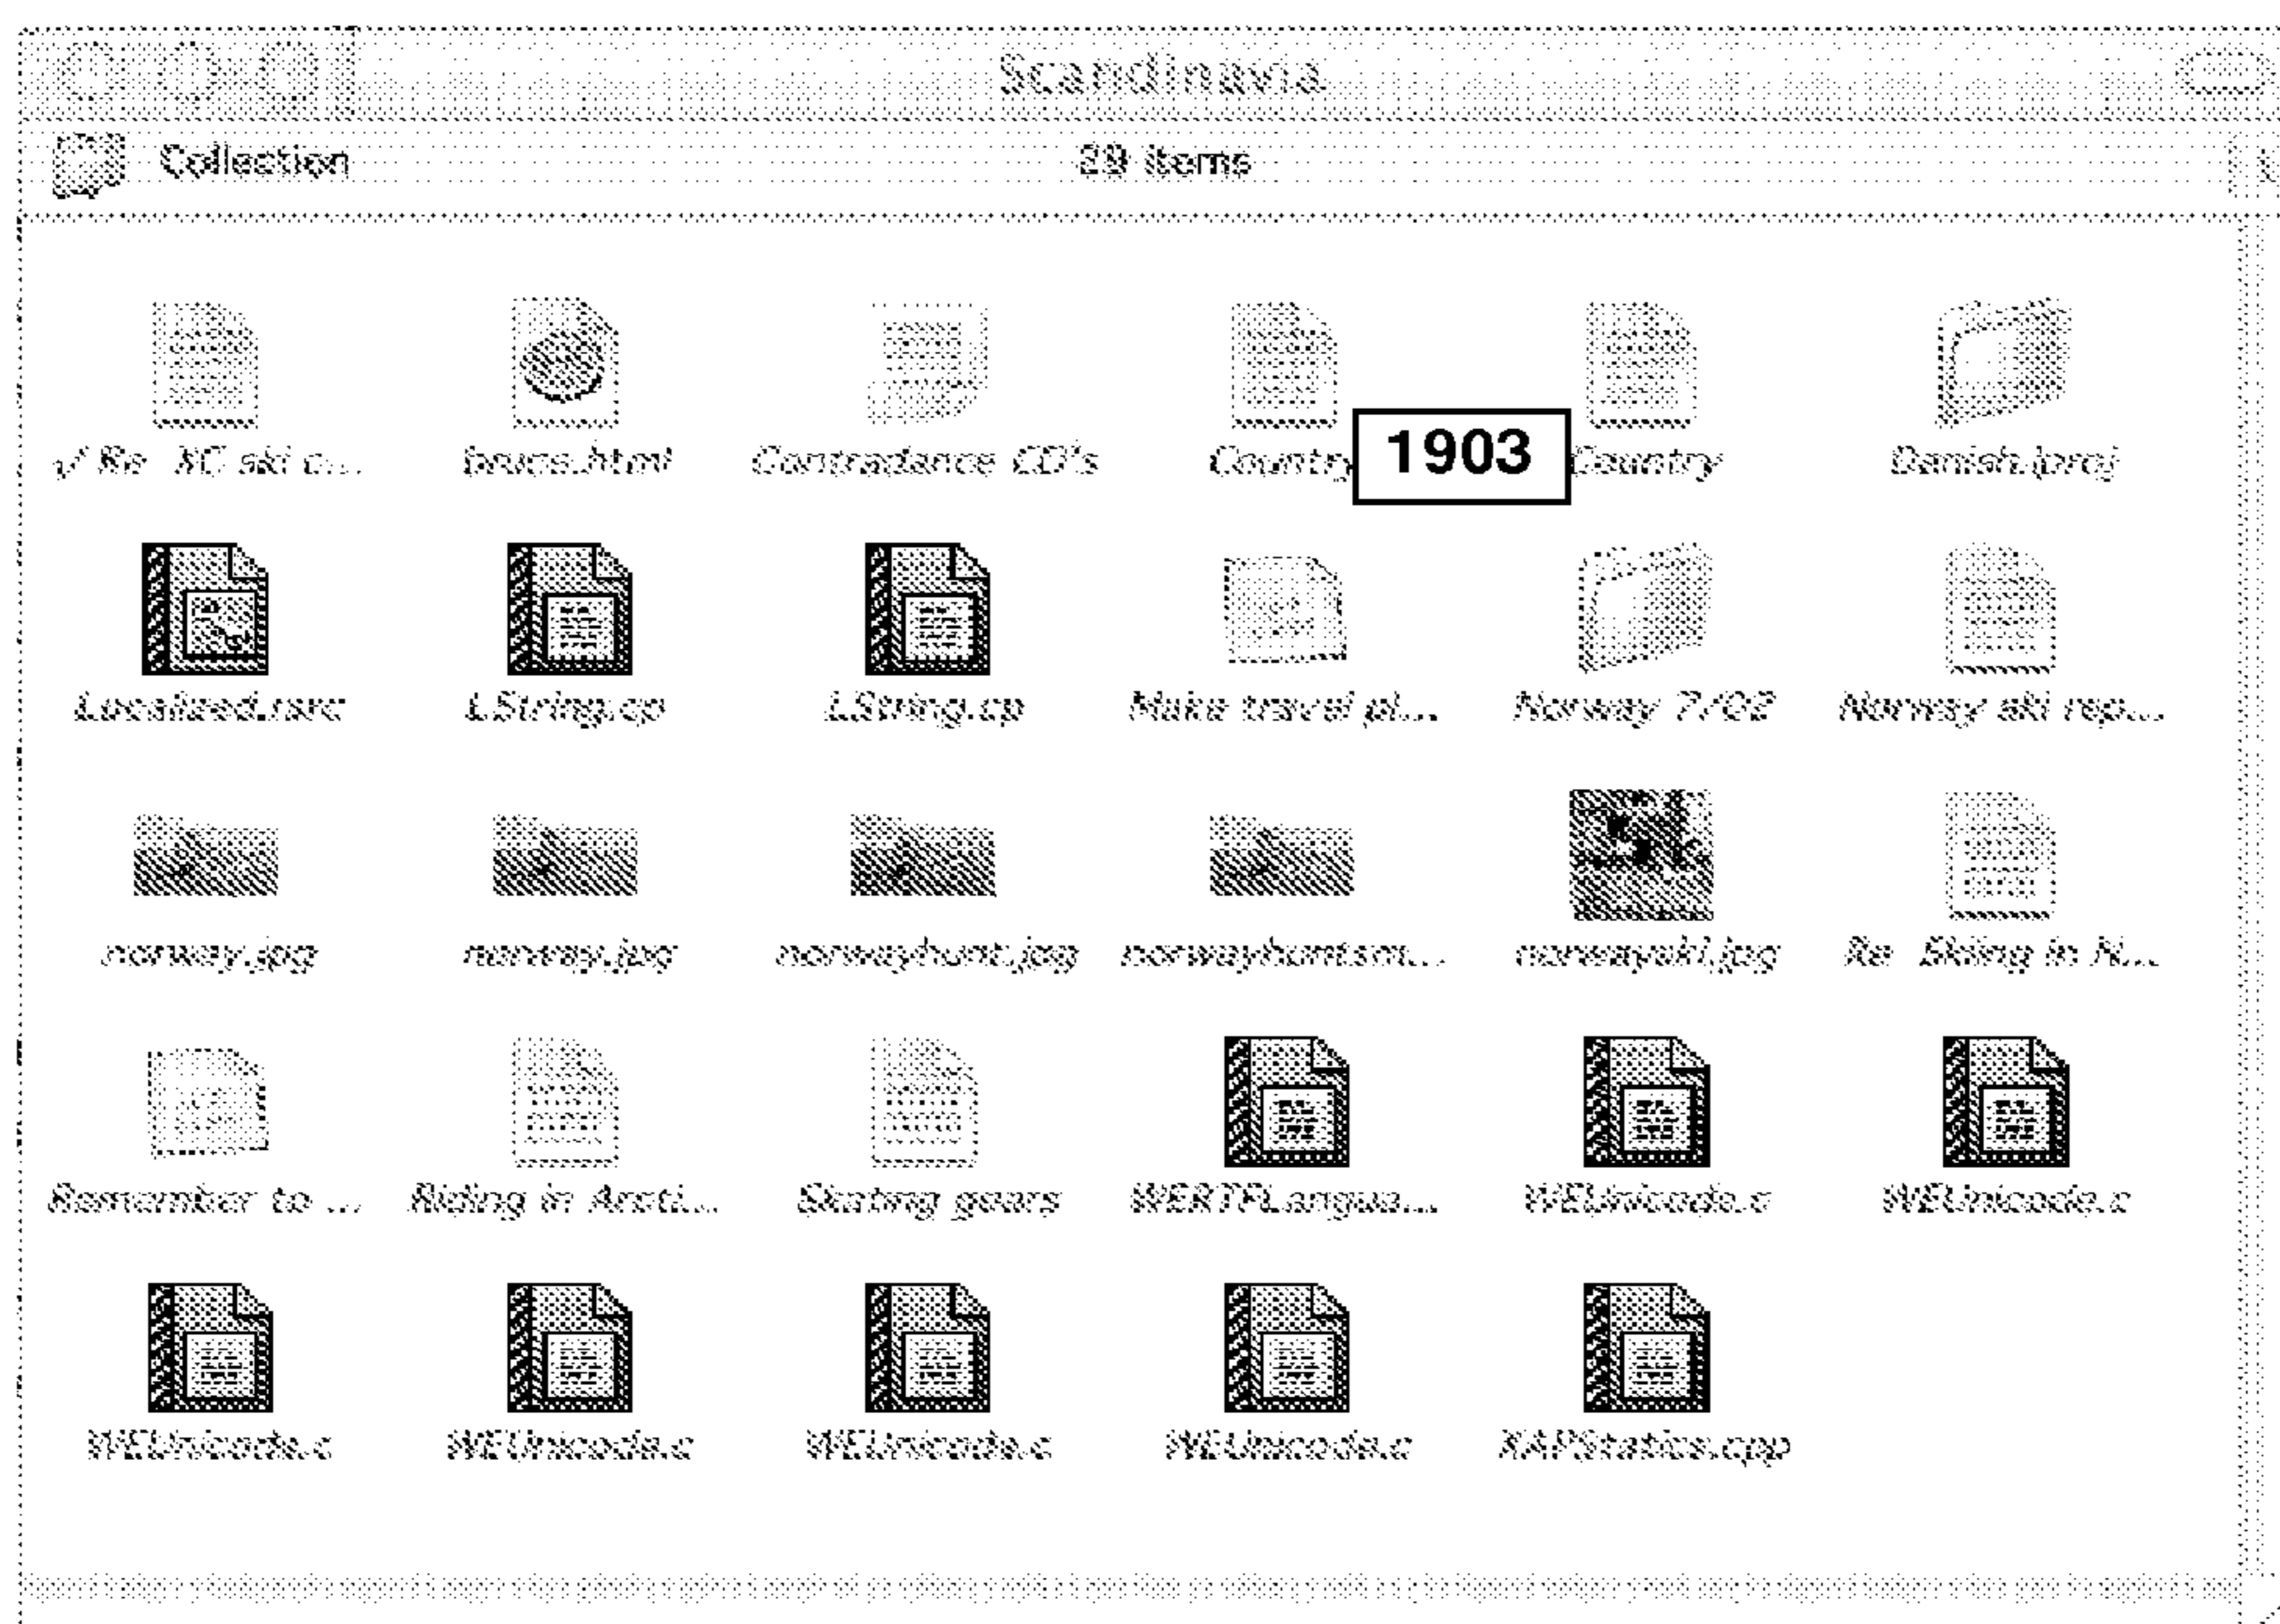 Scandinavia
Collection 29 items
√ Re XC ski c... bruce.html Contradance CD's Country 1903 Country Danish.lproj
Localized.rsrc LString.cp LString.cp Make travel pl... Norway 7/02 Norway ski rep...
norway.jpg norway.jpg norwayhunt.jpg norwayhuntsm... norwayski.jpg Re Skiing in N...
Remember to ... Riding in Arcti... Skating gears WERTFLangua... WEUnicode.c WEUnicode.c
WEUnicode.c WEUnicode.c WEUnicode.c WEUnicode.c XAPStatics.cpp